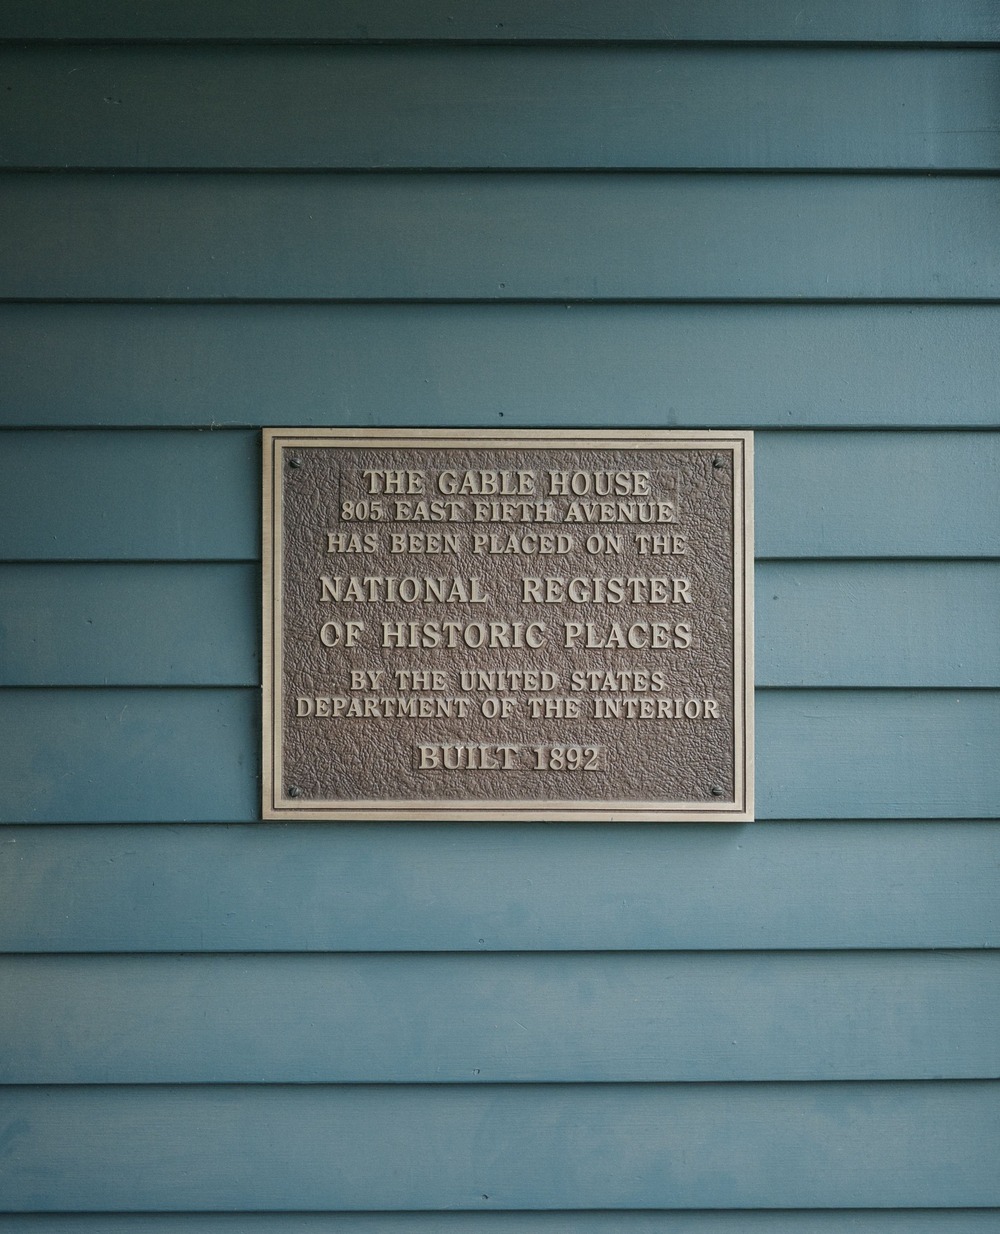 THE GABLE HOUSE
805 EAST FIFTH AVENUE
HAS BEEN PLACED ON THE
NATIONAL REGISTER
OF HISTORIC PLACES
BY THE UNITED STATES
DEPARTMENT OF THE INTERIOR
BUILT 1892